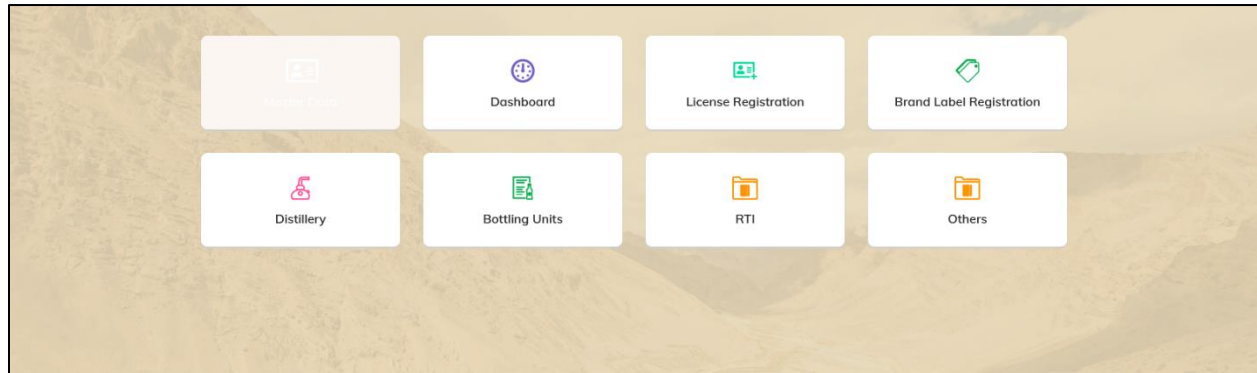 Dashboard
License Registration
Brand Label Registration
Distillery
Bottling Units
RTI
Others